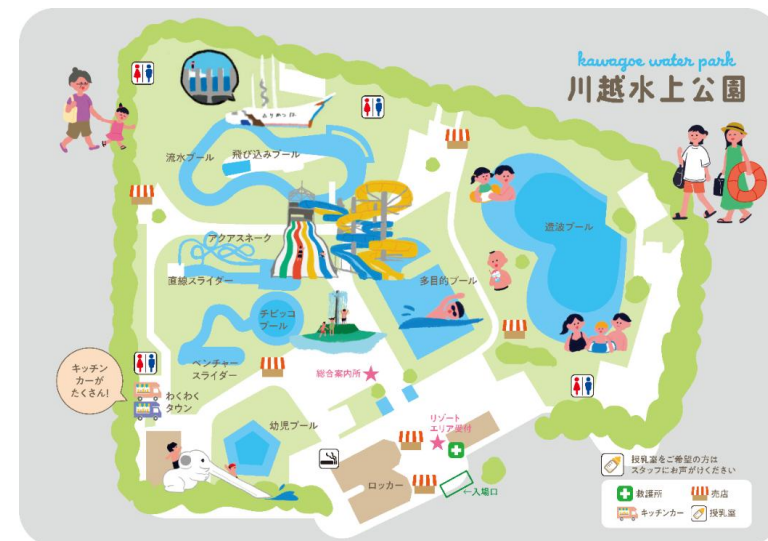 kawagoe water park
川越水上公園
流水プール
飛び込みプール
造波プール
アクアスネーク
直線スライダー
多目的プール
チビッコ
プール
ベンチャー
スライダー
キッチン
カーが
たくさん!
わくわく
タウン
総合案内所
幼児プール
リゾート
エリア受付
ロッカー
←入場口
授乳室をご希望の方は
スタッフにお声がけください
救護所
売店
キッチンカー
授乳室